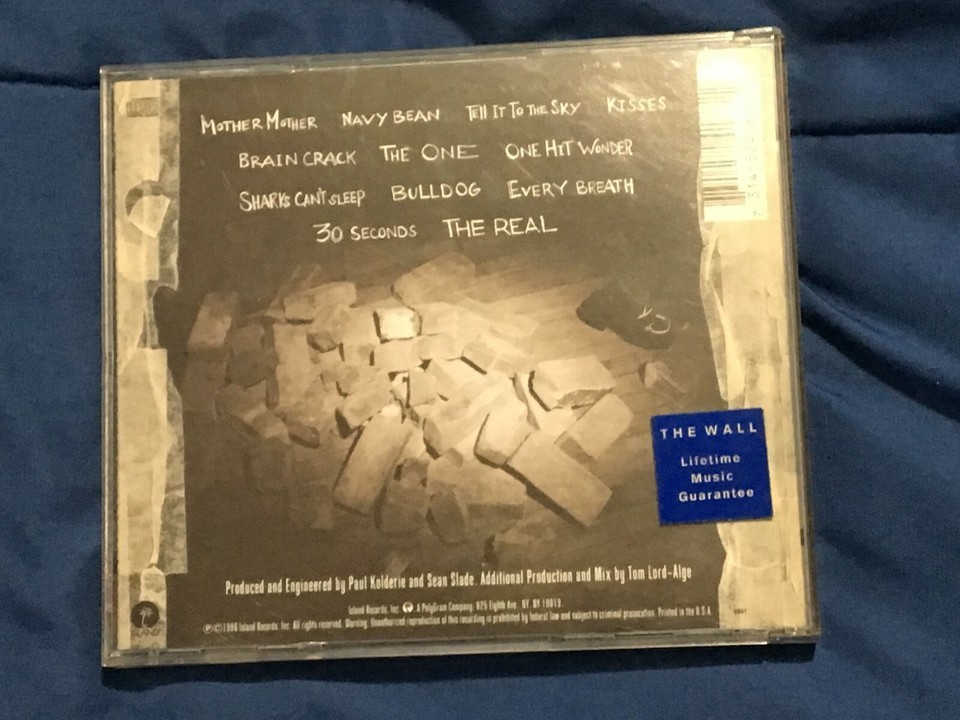 MOTHER MOTHER NAVY BEAN TELL IT TO THE SKY KISSES
BRAIN CRACK THE ONE ONE HIT WONDER
SHARKS CAN'T SLEEP BULLDOG EVERY BREATH
30 SECONDS THE REAL
THE WALL
Lifetime
Music
Guarantee
Produced and Engineered by Paul Kolderie and Sean Slade. Additional Production and Mix by Tom Lord-Alge
Island Records, Inc. A PolyGram Company. 825 Eighth Ave. NY, NY 10019
℗©1996 Island Records, Inc. All rights reserved. Warning: Unauthorized reproduction of this recording is prohibited by federal law and subject to criminal prosecution. Printed in the U.S.A.
ISLAND